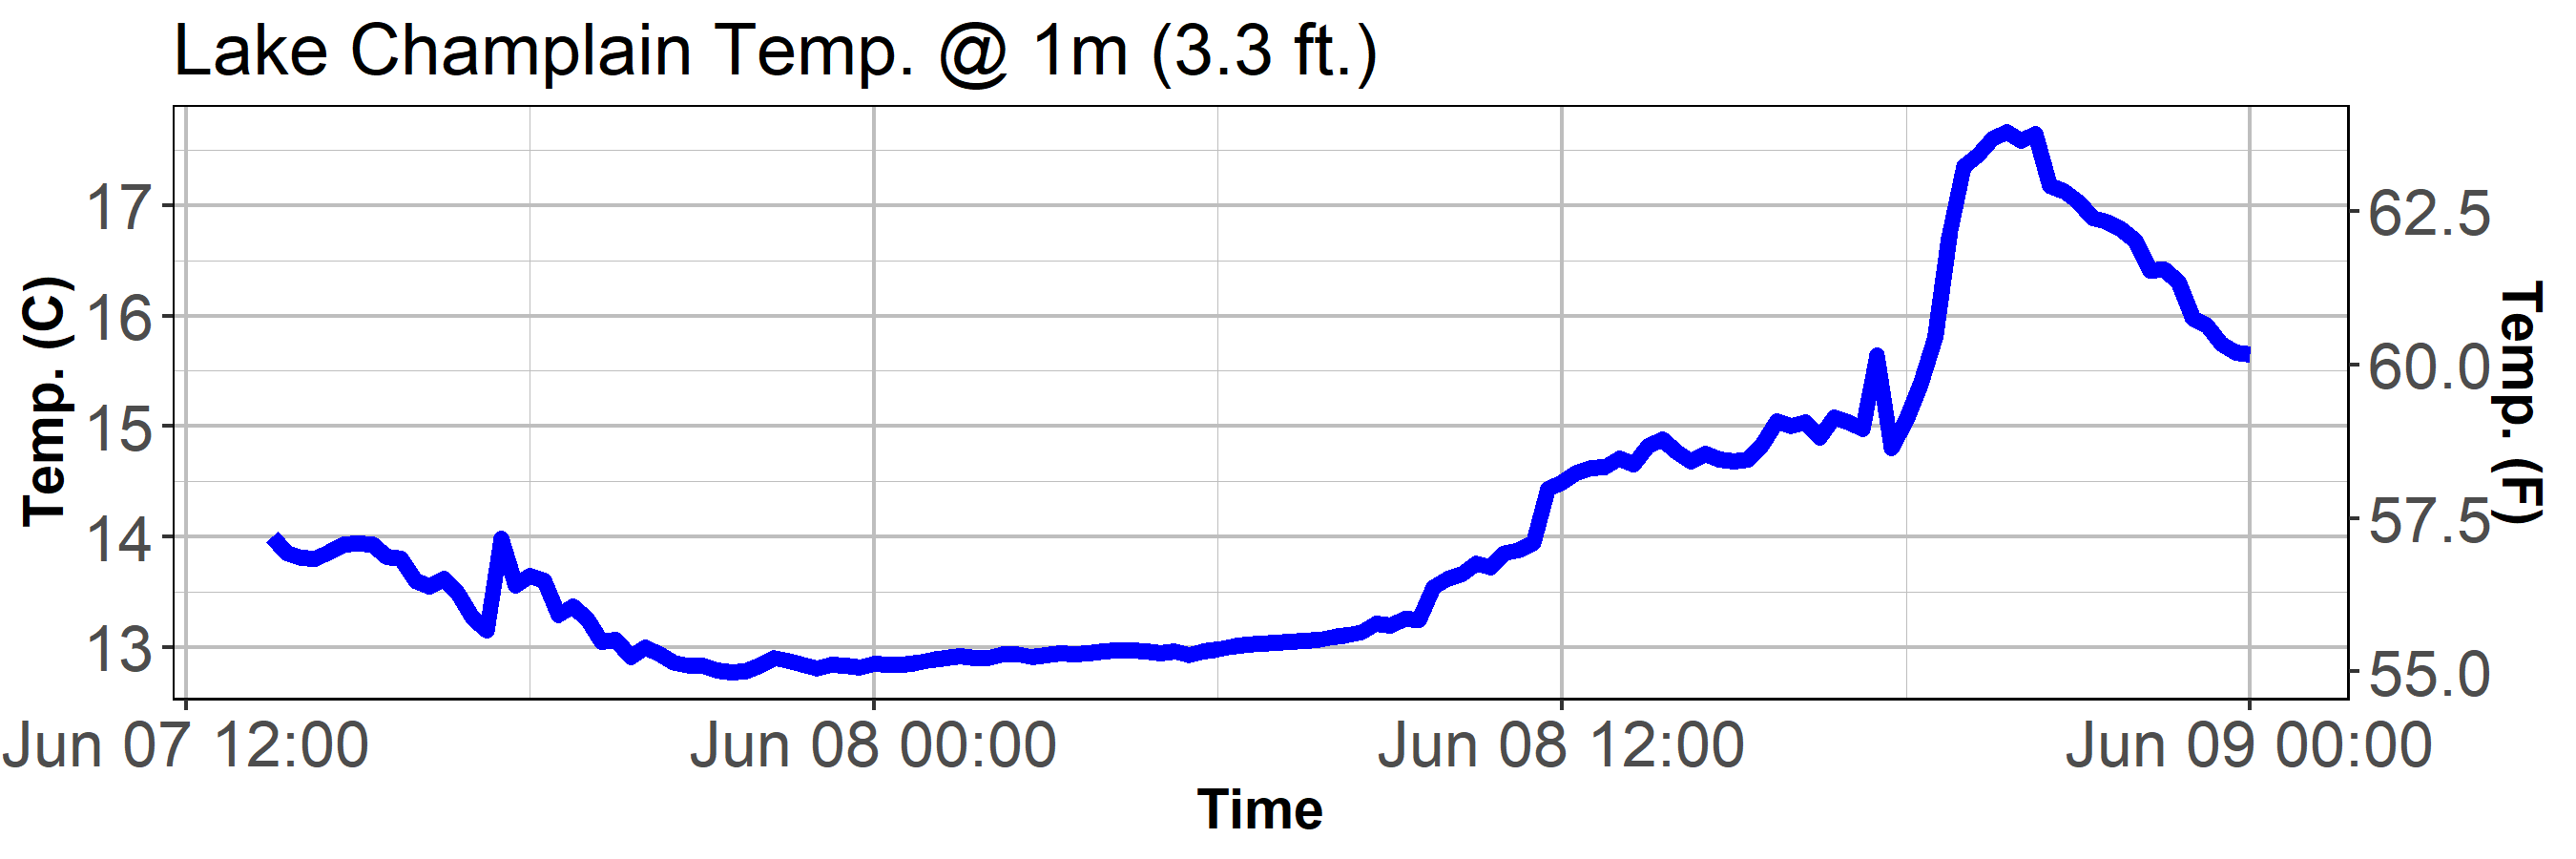 Lake Champlain Temp. @ 1m (3.3 ft.)
Temp. (C)
17
16
15
14
13
62.5
60.0
57.5
55.0
Temp. (F)
Jun 07 12:00
Jun 08 00:00
Jun 08 12:00
Jun 09 00:00
Time